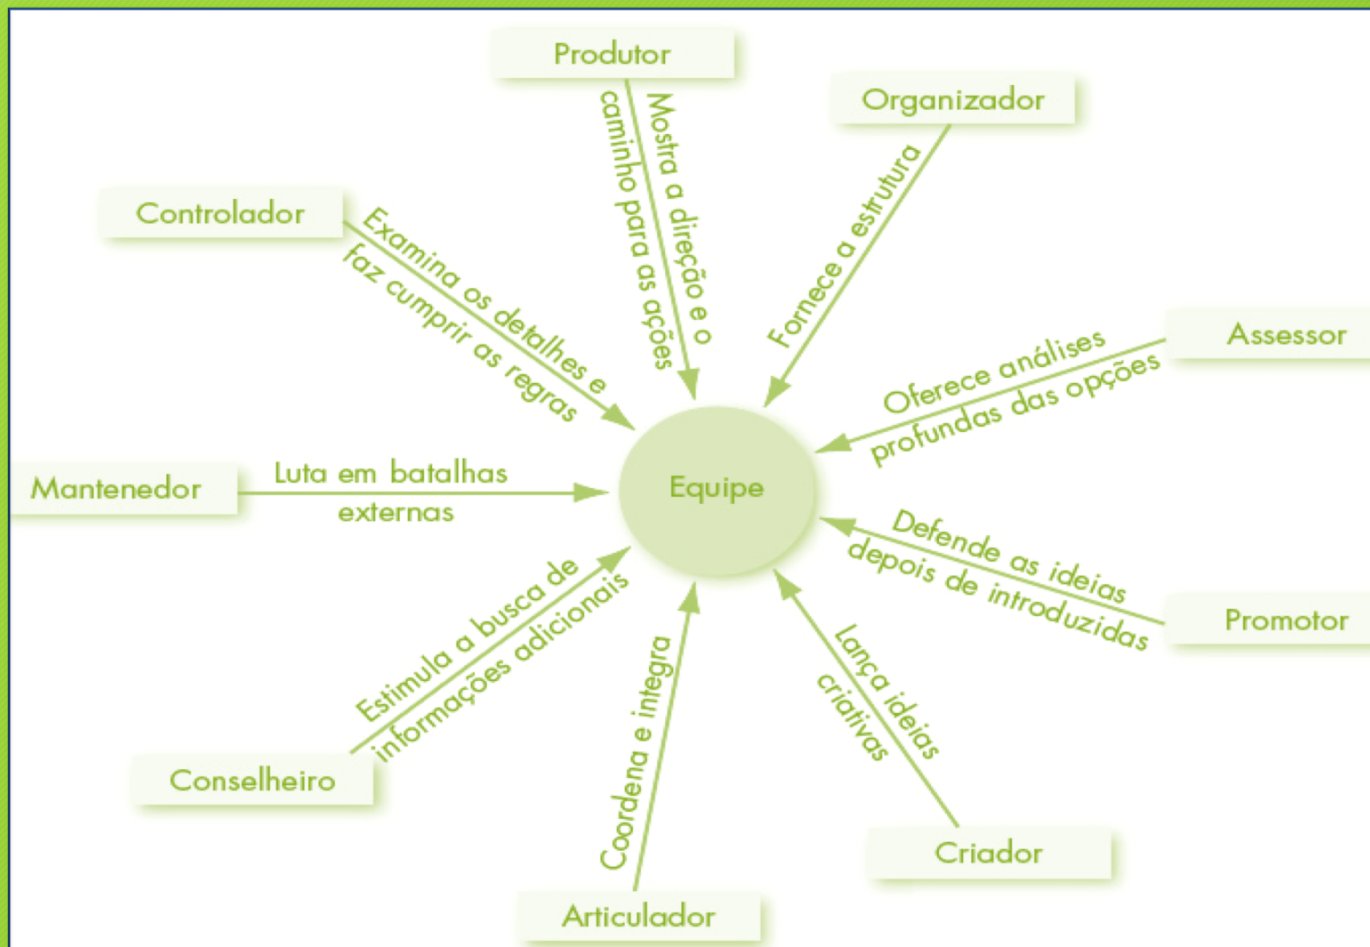 Produtor
Mostra a direção e o
caminho para as ações
Organizador
Fornece a estrutura
Controlador
Examina os detalhes e
faz cumprir as regras
Assessor
Oferece análises
profundas das opções
Mantenedor
Luta em batalhas
externas
Equipe
Defende as ideias
depois de introduzidas
Promotor
Estimula a busca de
informações adicionais
Conselheiro
Coordena e integra
Articulador
Lança ideias
criativas
Criador